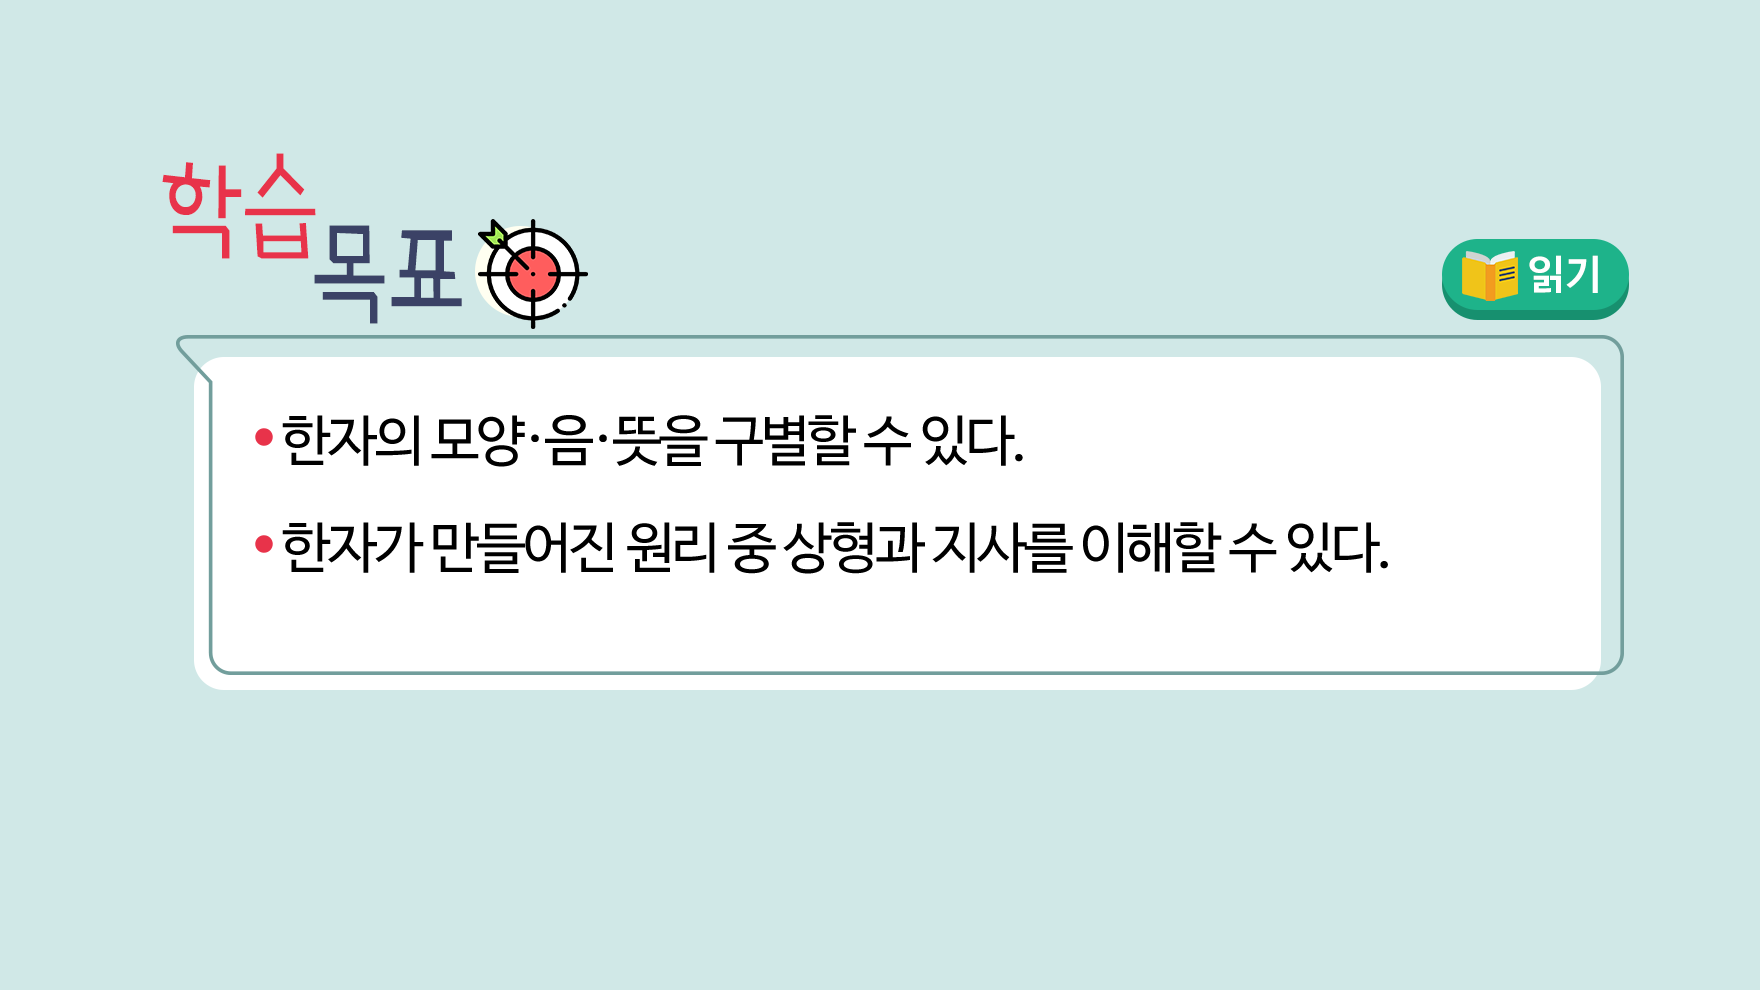 학습
목표
읽기
• 한자의 모양·음·뜻을 구별할 수 있다.
• 한자가 만들어진 원리 중 상형과 지사를 이해할 수 있다.